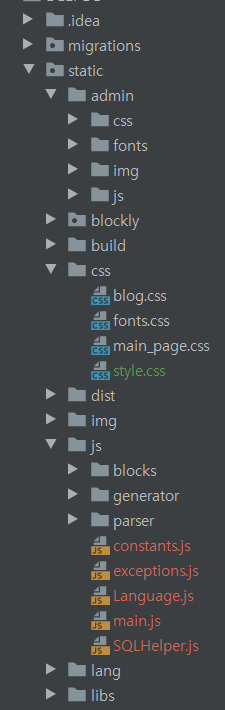 .idea
migrations
static
admin
css
fonts
img
js
blockly
build
css
blog.css
fonts.css
main_page.css
style.css
dist
img
js
blocks
generator
parser
constants.js
exceptions.js
Language.js
main.js
SQLHelper.js
lang
libs